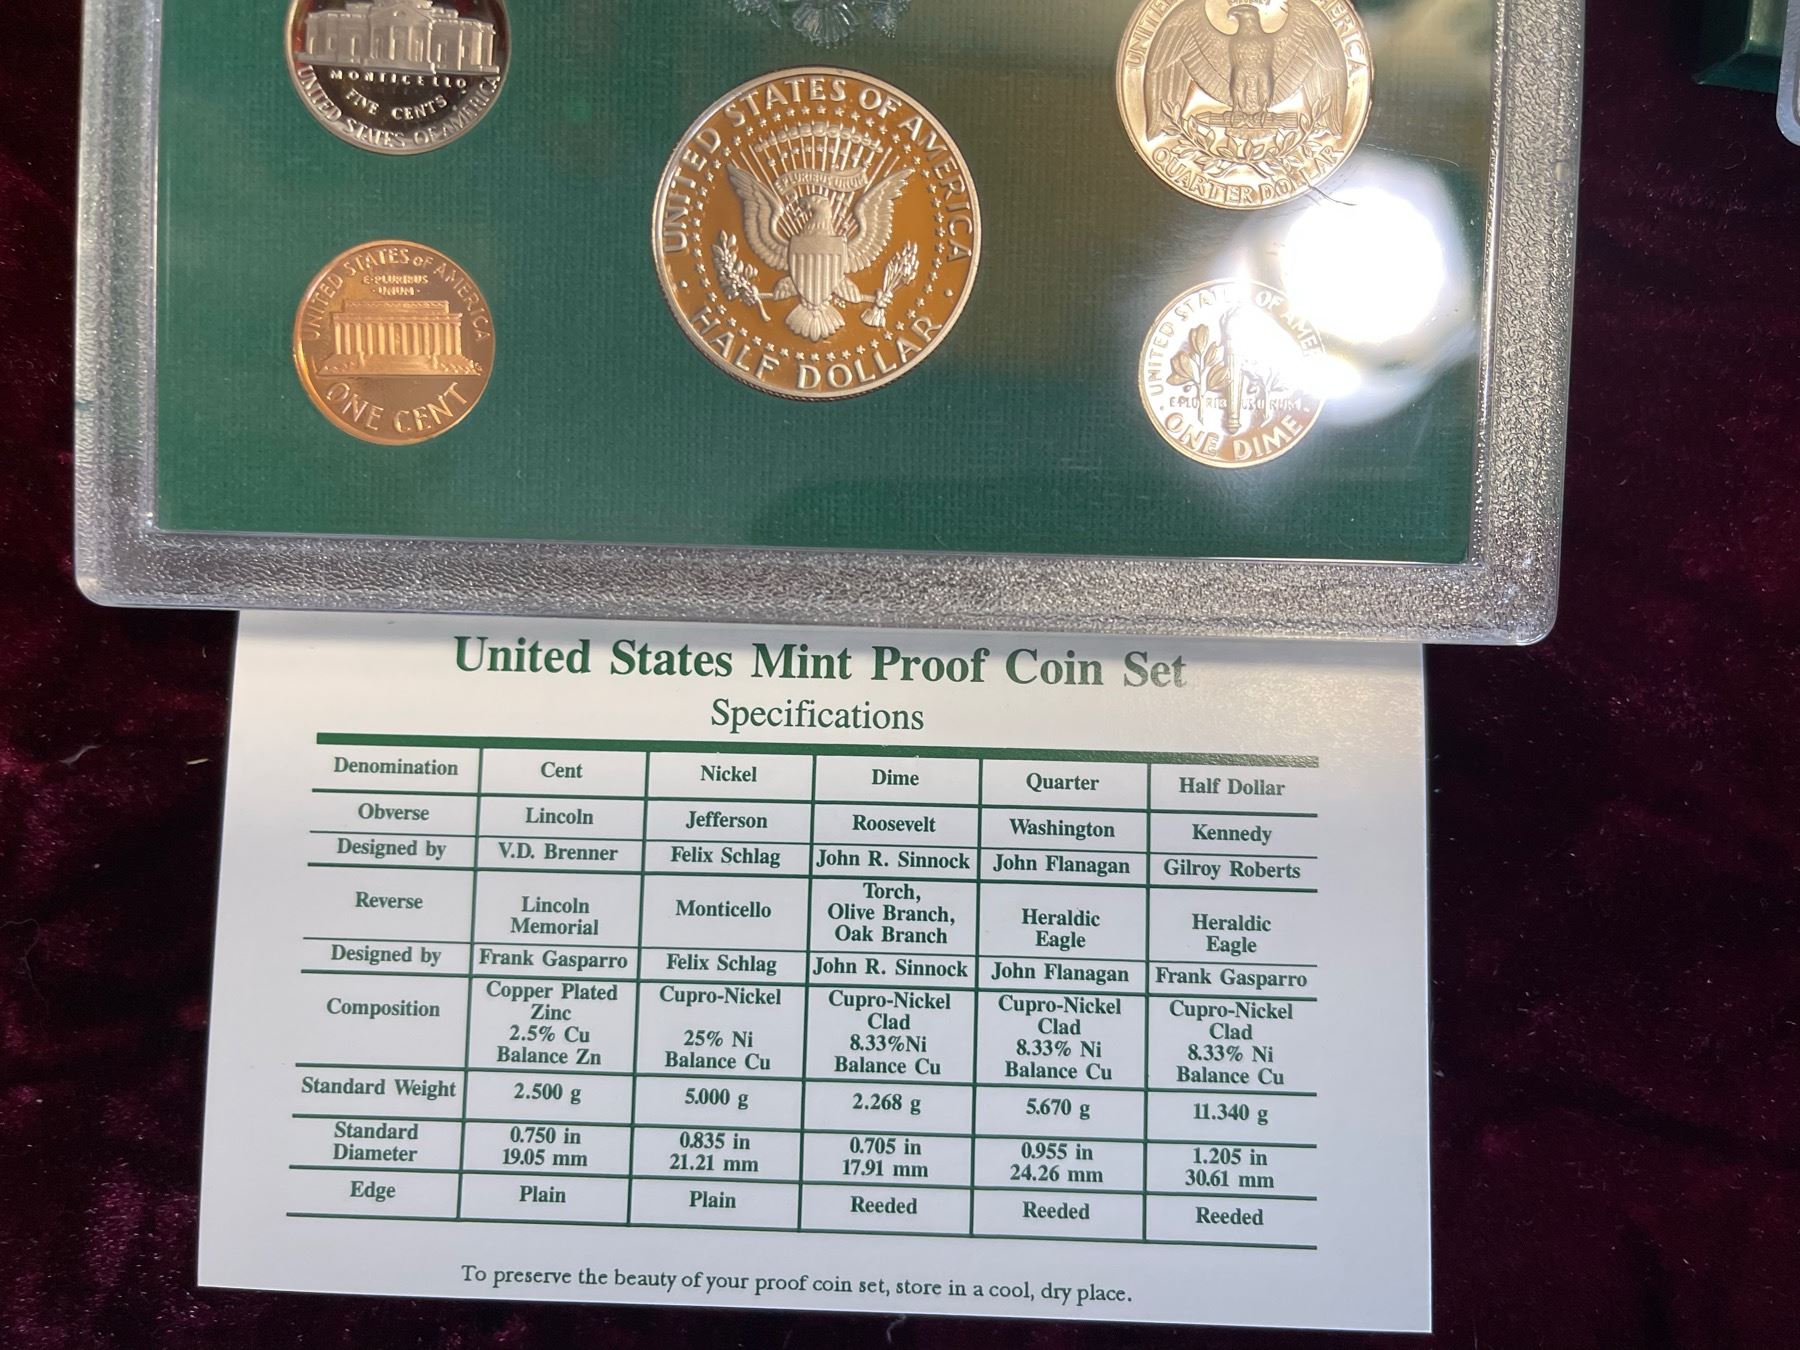 MONTICELLO
FIVE CENTS
UNITED STATES OF AMERICA
UNITED STATES OF AMERICA
E·PLURIBUS
·UNUM·
ONE CENT
UNITED STATES OF AMERICA
E PLURIBUS UNUM
HALF DOLLAR
UNITED AMERICA
QUARTER DOLLAR
UNITED STAT OF AME
ONE DIME
United States Mint Proof Coin Set
Specifications
Denomination Cent Nickel Dime Quarter Half Dollar
Obverse Lincoln Jefferson Roosevelt Washington Kennedy
Designed by V.D. Brenner Felix Schlag John R. Sinnock John Flanagan Gilroy Roberts
Reverse Lincoln Memorial Monticello Torch, Olive Branch, Oak Branch Heraldic Eagle Heraldic Eagle
Designed by Frank Gasparro Felix Schlag John R. Sinnock John Flanagan Frank Gasparro
Composition Copper Plated Zinc 2.5% Cu Balance Zn Cupro-Nickel 25% Ni Balance Cu Cupro-Nickel Clad 8.33%Ni Balance Cu Cupro-Nickel Clad 8.33% Ni Balance Cu Cupro-Nickel Clad 8.33% Ni Balance Cu
Standard Weight 2.500 g 5.000 g 2.268 g 5.670 g 11.340 g
Standard Diameter 0.750 in 19.05 mm 0.835 in 21.21 mm 0.705 in 17.91 mm 0.955 in 24.26 mm 1.205 in 30.61 mm
Edge Plain Plain Reeded Reeded Reeded
To preserve the beauty of your proof coin set, store in a cool, dry place.